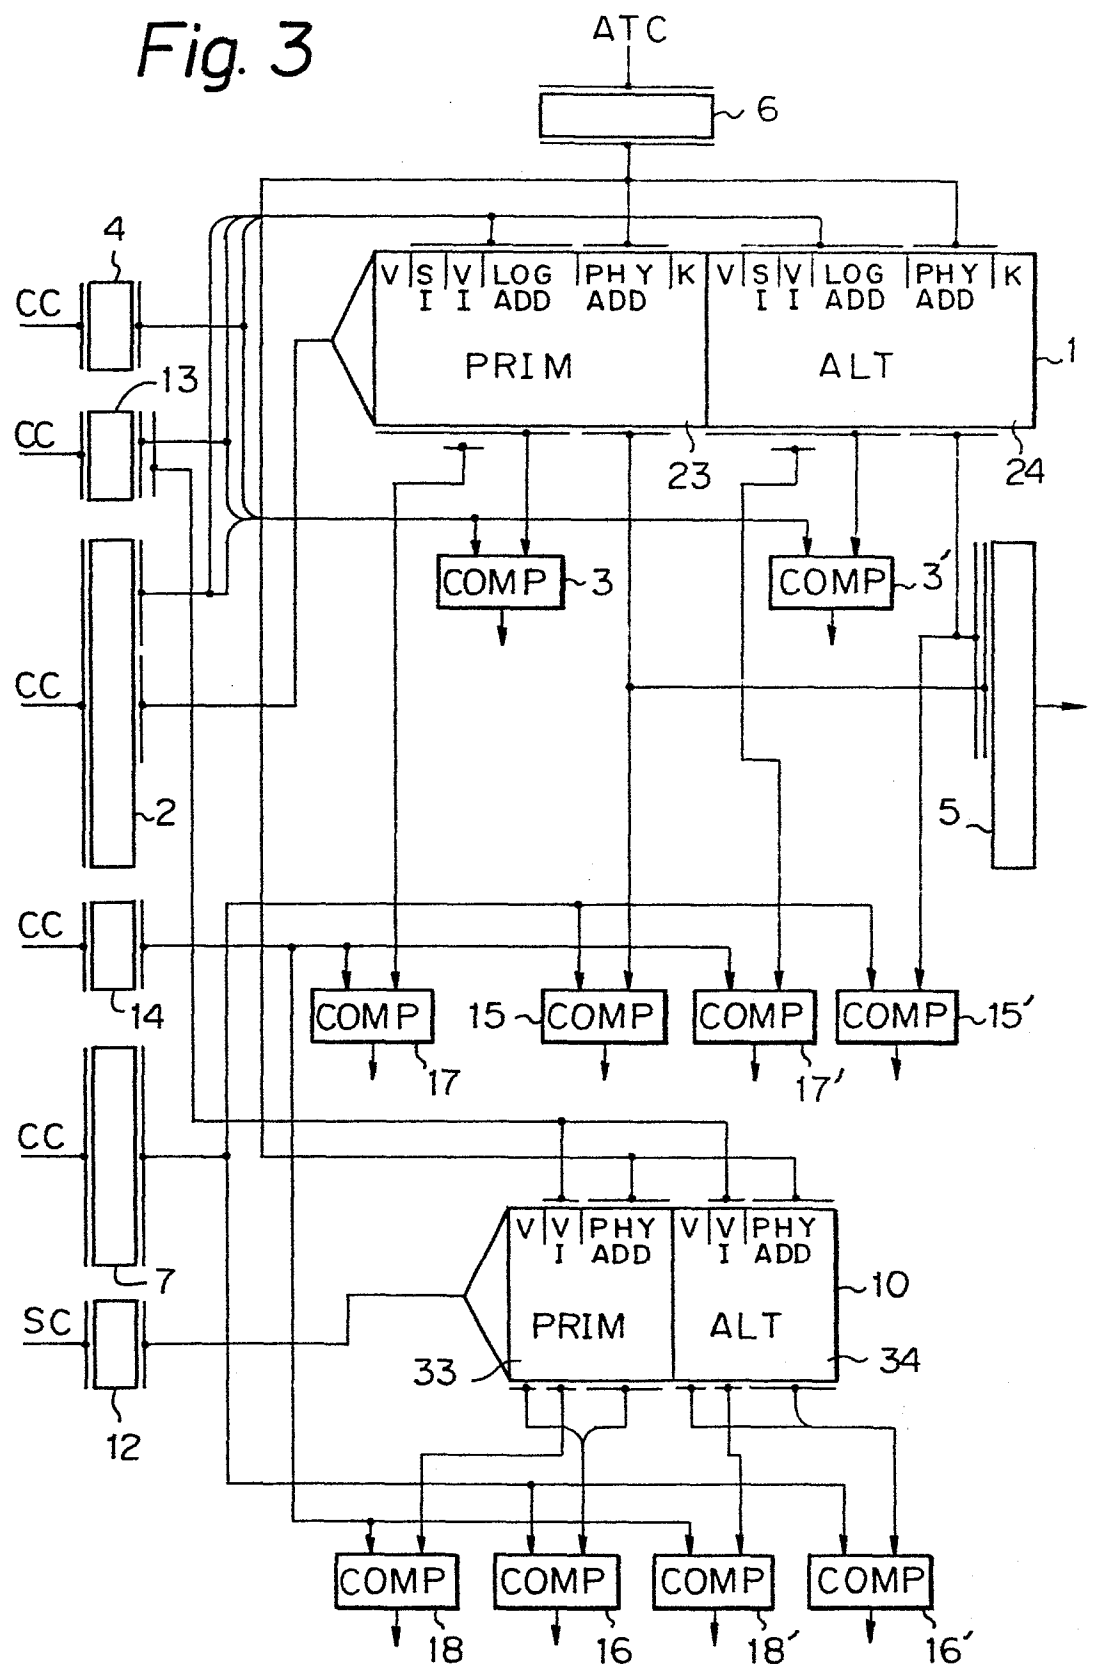 Fig. 3
ATC
6
4
CC
13
CC
V S V LOG PHY K V S V LOG PHY K
I I ADD ADD I I ADD ADD
PRIM ALT
1
23
24
COMP 3
COMP 3'
CC
2
5
CC
14
COMP 17
15 COMP
COMP 17'
COMP 15'
CC
7
V V PHY V V PHY
I ADD I ADD
10
SC
PRIM ALT
33
34
12
COMP 18
COMP 16
COMP 18'
COMP 16'